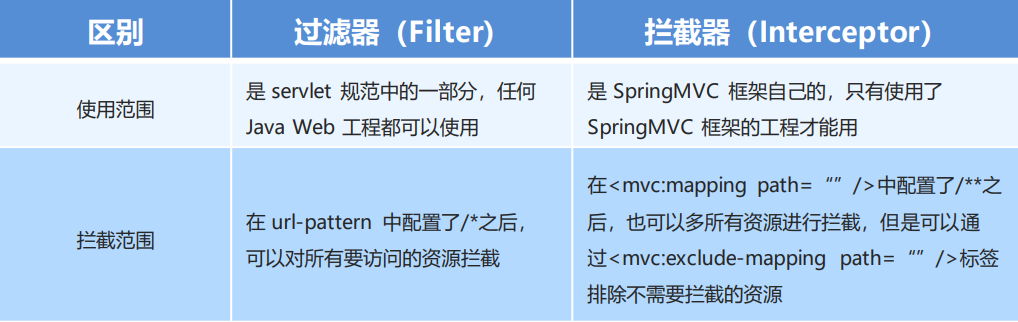 区别
过滤器（Filter）
拦截器（Interceptor）
使用范围
是 servlet 规范中的一部分，任何
Java Web 工程都可以使用
是 SpringMVC 框架自己的，只有使用了
SpringMVC 框架的工程才能用
拦截范围
在 url-pattern 中配置了/*之后，
可以对所有要访问的资源拦截
在<mvc:mapping path= “” />中配置了/**之
后，也可以多所有资源进行拦截，但是可以通
过<mvc:exclude-mapping path= “” />标签
排除不需要拦截的资源